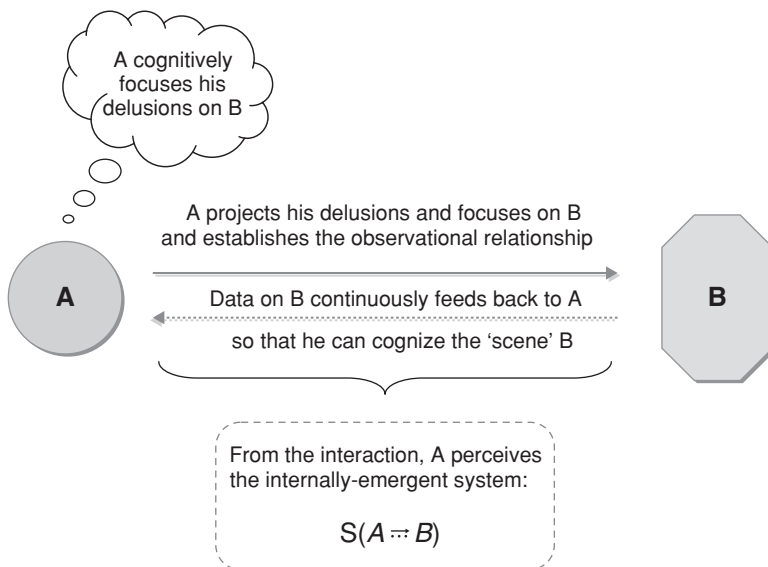 A cognitively
focuses his
delusions on B
A projects his delusions and focuses on B
and establishes the observational relationship
A
B
Data on B continuously feeds back to A
so that he can cognize the ‘scene’ B
From the interaction, A perceives
the internally-emergent system:
S(A ⥱ B)